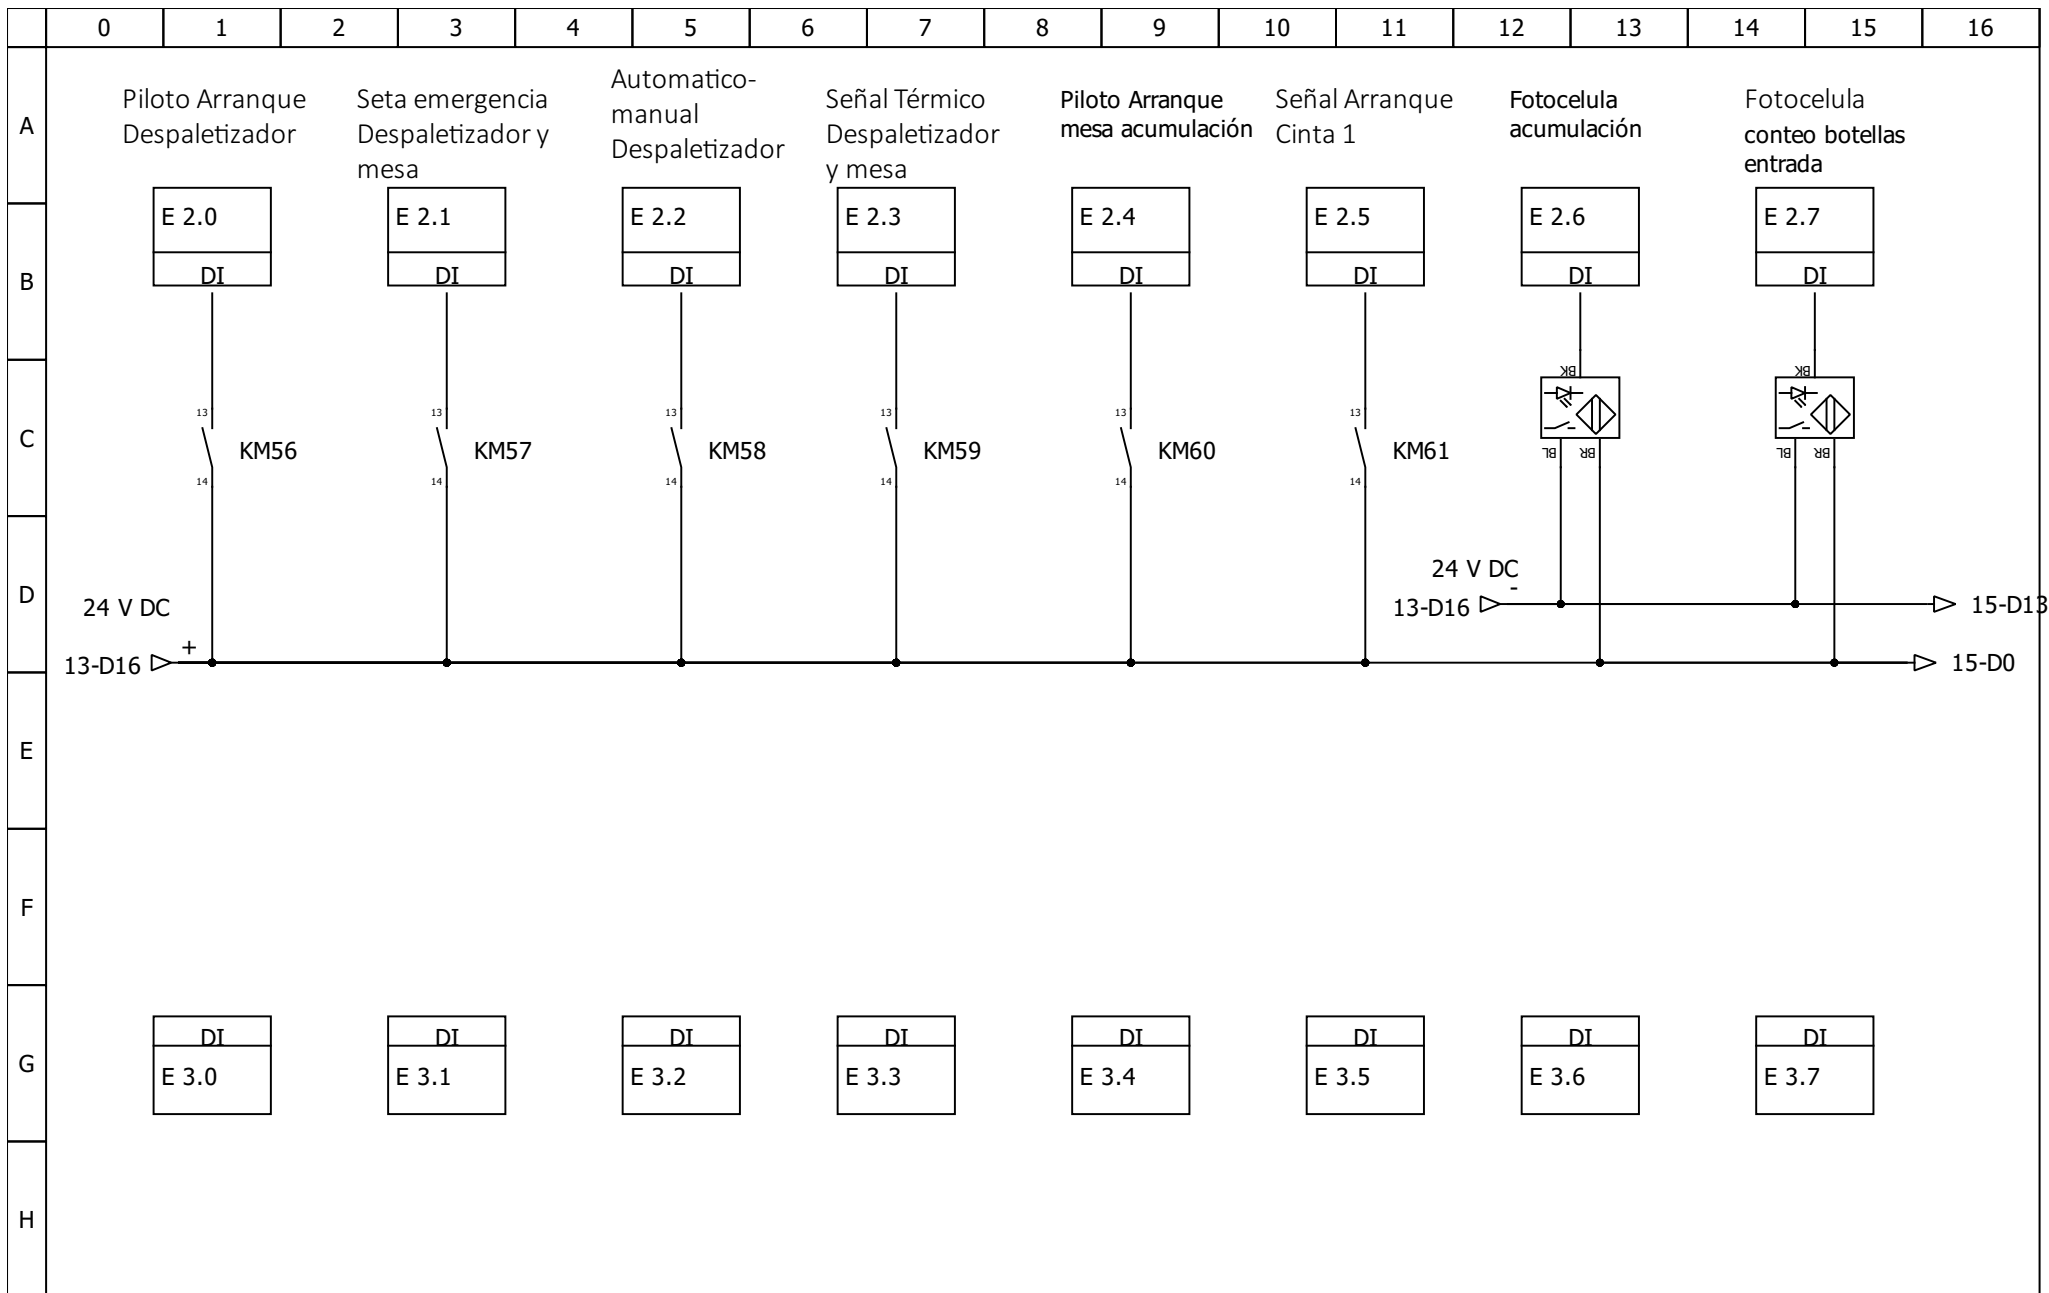 0 1 2 3 4 5 6 7 8 9 10 11 12 13 14 15 16
A
Piloto Arranque
Despaletizador
Seta emergencia
Despaletizador y
mesa
Automatico-
manual
Despaletizador
Señal Térmico
Despaletizador
y mesa
Piloto Arranque
mesa acumulación
Señal Arranque
Cinta 1
Fotocelula
acumulación
Fotocelula
conteo botellas
entrada
B
E 2.0 E 2.1 E 2.2 E 2.3 E 2.4 E 2.5 E 2.6 E 2.7
DI DI DI DI DI DI DI DI
BK BK
C
13 13 13 13 13 13
KM56 KM57 KM58 KM59 KM60 KM61
14 14 14 14 14 14
BL BR BL BR
D
24 V DC
-
13-D16 15-D13
24 V DC
+
13-D16 15-D0
E
F
G
DI DI DI DI DI DI DI DI
E 3.0 E 3.1 E 3.2 E 3.3 E 3.4 E 3.5 E 3.6 E 3.7
H